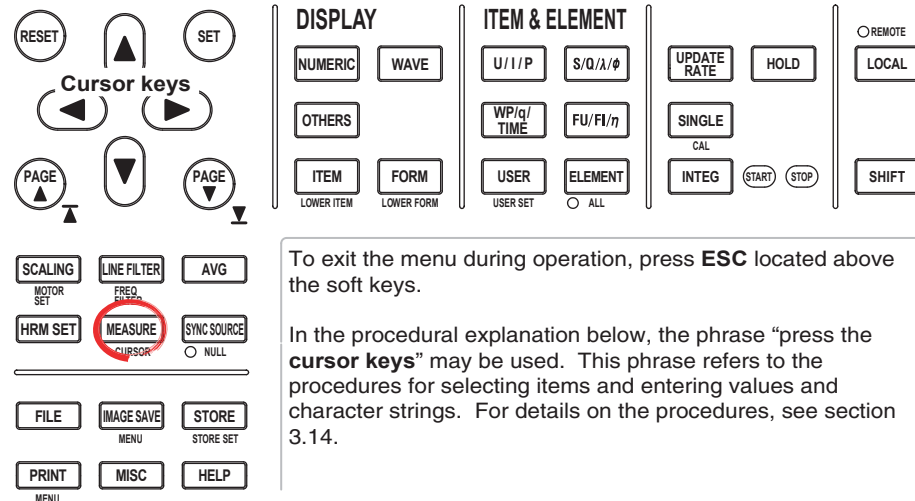 RESET
SET
Cursor keys
PAGE
PAGE
DISPLAY
NUMERIC
WAVE
OTHERS
ITEM
FORM
LOWER ITEM
LOWER FORM
ITEM & ELEMENT
U / I / P
S/Q/λ/ø
WP/q/
TIME
FU/FI/η
USER
ELEMENT
USER SET
ALL
UPDATE
RATE
HOLD
SINGLE
CAL
INTEG
START
STOP
REMOTE
LOCAL
SHIFT
SCALING
LINE FILTER
AVG
MOTOR
SET
FREQ
FILTER
HRM SET
MEASURE
SYNC SOURCE
CURSOR
NULL
FILE
IMAGE SAVE
STORE
MENU
STORE SET
PRINT
MISC
HELP
MENU
To exit the menu during operation, press ESC located above
the soft keys.
In the procedural explanation below, the phrase “press the
cursor keys” may be used. This phrase refers to the
procedures for selecting items and entering values and
character strings. For details on the procedures, see section
3.14.